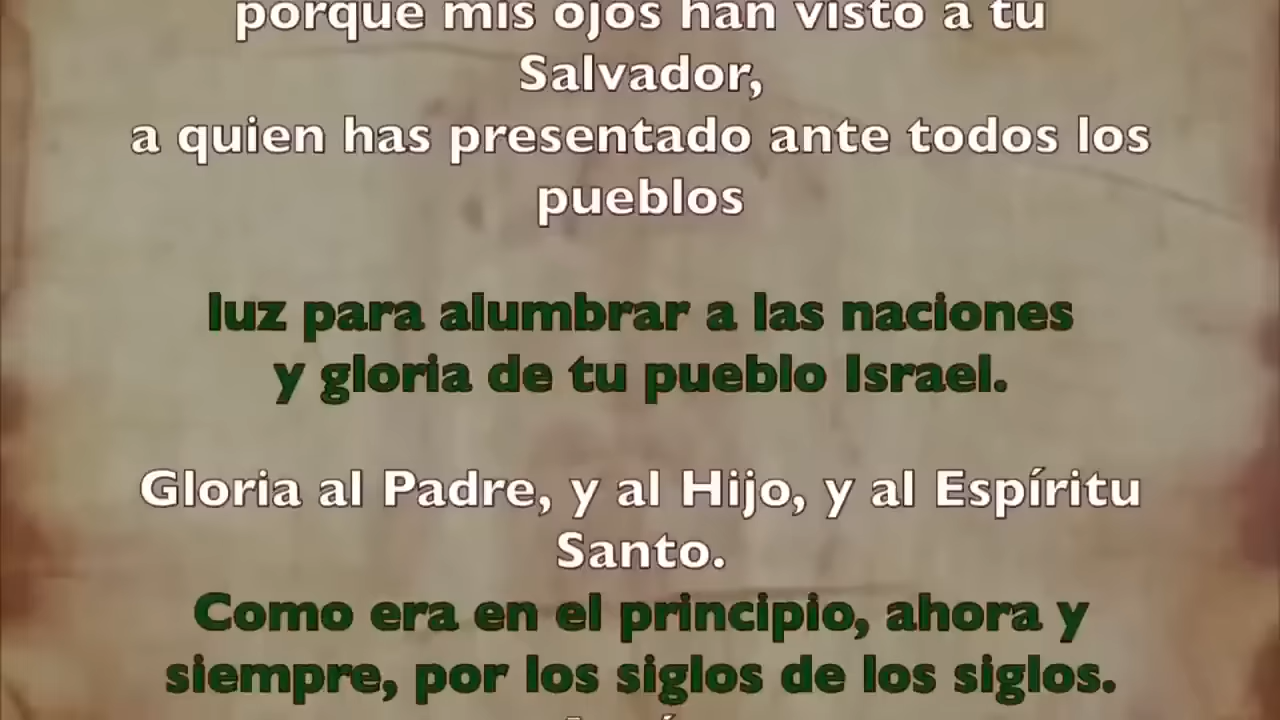 porque mis ojos han visto a tu
Salvador,
a quien has presentado ante todos los
pueblos
luz para alumbrar a las naciones
y gloria de tu pueblo Israel.
Gloria al Padre, y al Hijo, y al Espíritu
Santo.
Como era en el principio, ahora y
siempre, por los siglos de los siglos.